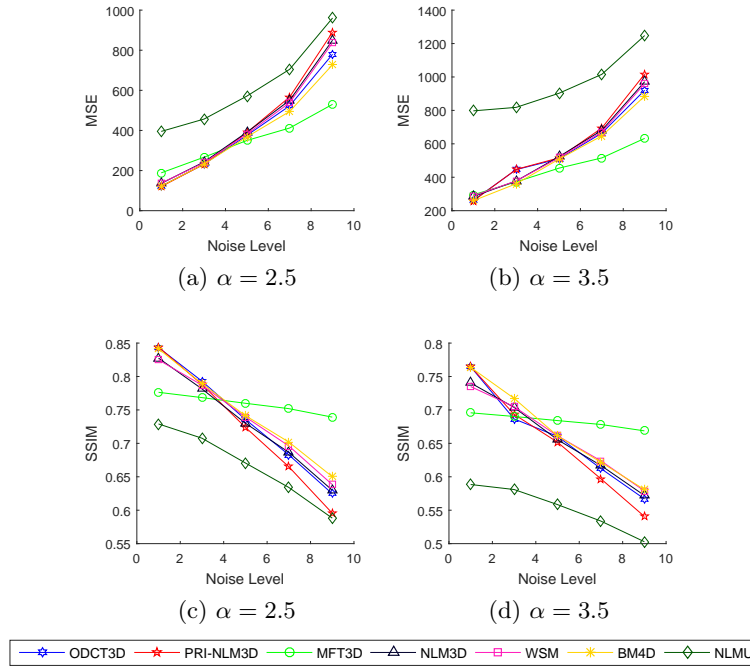 1000
800
600
400
200
0
MSE
0 2 4 6 8 10
Noise Level
(a) α = 2.5
1400
1200
1000
800
600
400
200
MSE
0 2 4 6 8 10
Noise Level
(b) α = 3.5
0.85
0.8
0.75
0.7
0.65
0.6
0.55
SSIM
0 2 4 6 8 10
Noise Level
(c) α = 2.5
0.8
0.75
0.7
0.65
0.6
0.55
0.5
SSIM
0 2 4 6 8 10
Noise Level
(d) α = 3.5
ODCT3D PRI-NLM3D MFT3D NLM3D WSM BM4D NLMU